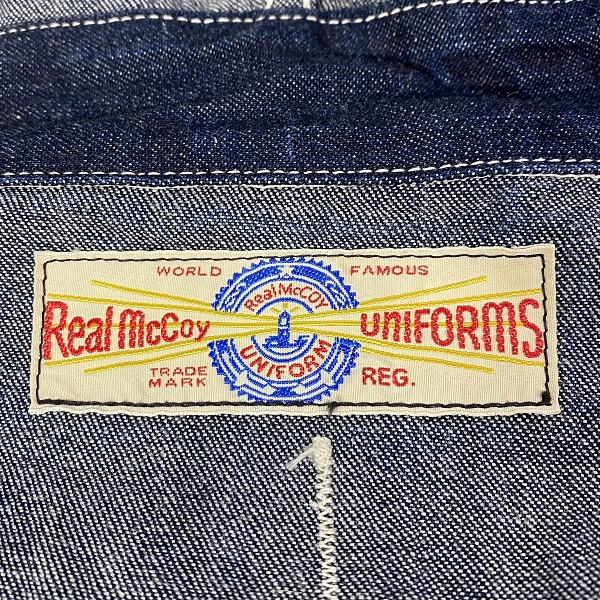 WORLD FAMOUS
Real McCoy UNIFORMS
Real McCoy
UNIFORM
TRADE MARK REG.